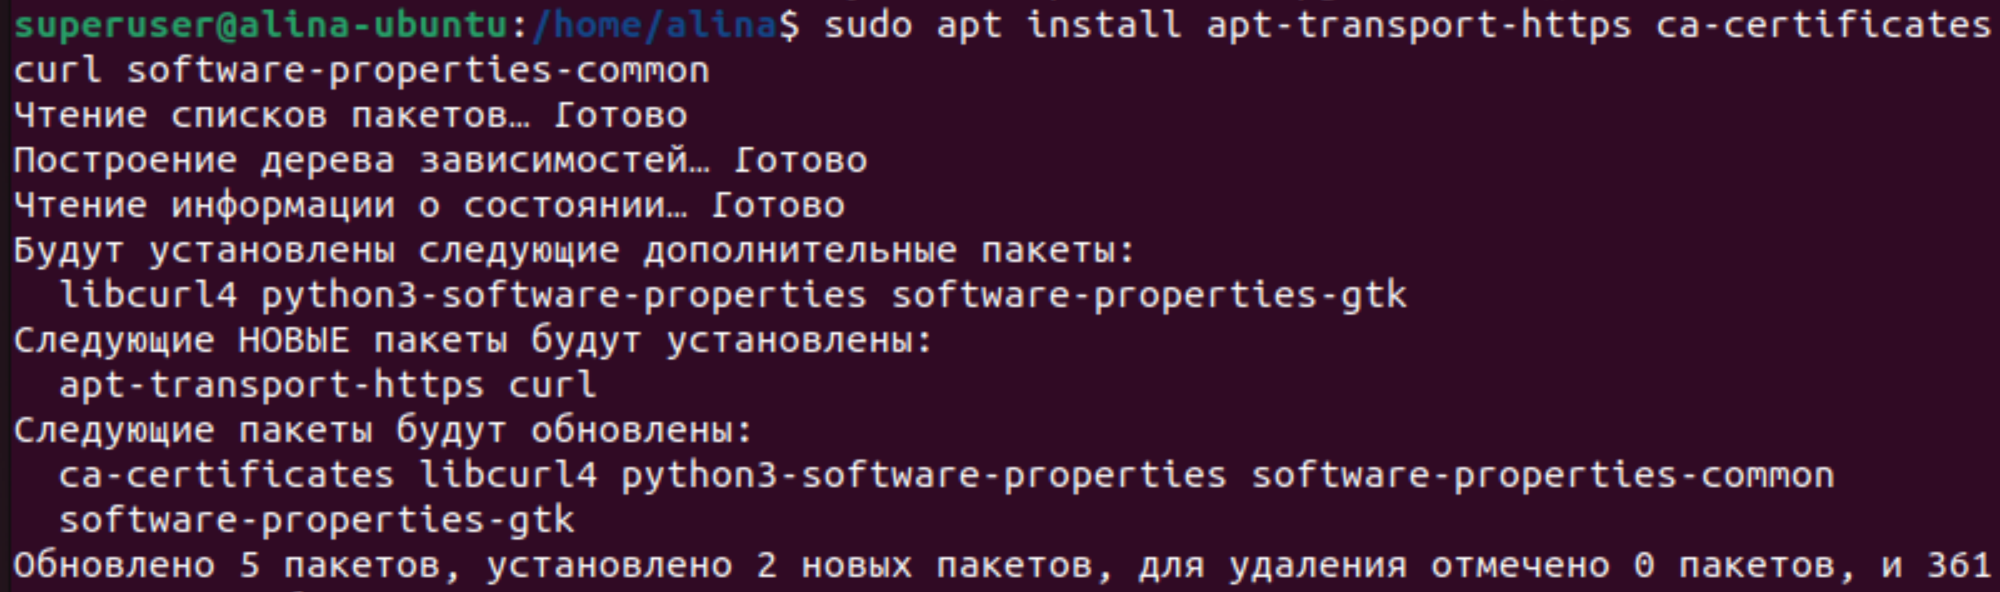 superuser@alina-ubuntu:/home/alina$ sudo apt install apt-transport-https ca-certificates
curl software-properties-common
Чтение списков пакетов… Готово
Построение дерева зависимостей… Готово
Чтение информации о состоянии… Готово
Будут установлены следующие дополнительные пакеты:
  libcurl4 python3-software-properties software-properties-gtk
Следующие НОВЫЕ пакеты будут установлены:
  apt-transport-https curl
Следующие пакеты будут обновлены:
  ca-certificates libcurl4 python3-software-properties software-properties-common
  software-properties-gtk
Обновлено 5 пакетов, установлено 2 новых пакетов, для удаления отмечено 0 пакетов, и 361